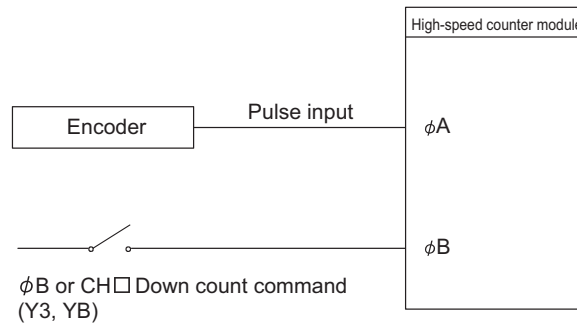 High-speed counter module
Pulse input
Encoder
ϕA
ϕB
ϕB or CH□ Down count command
(Y3, YB)